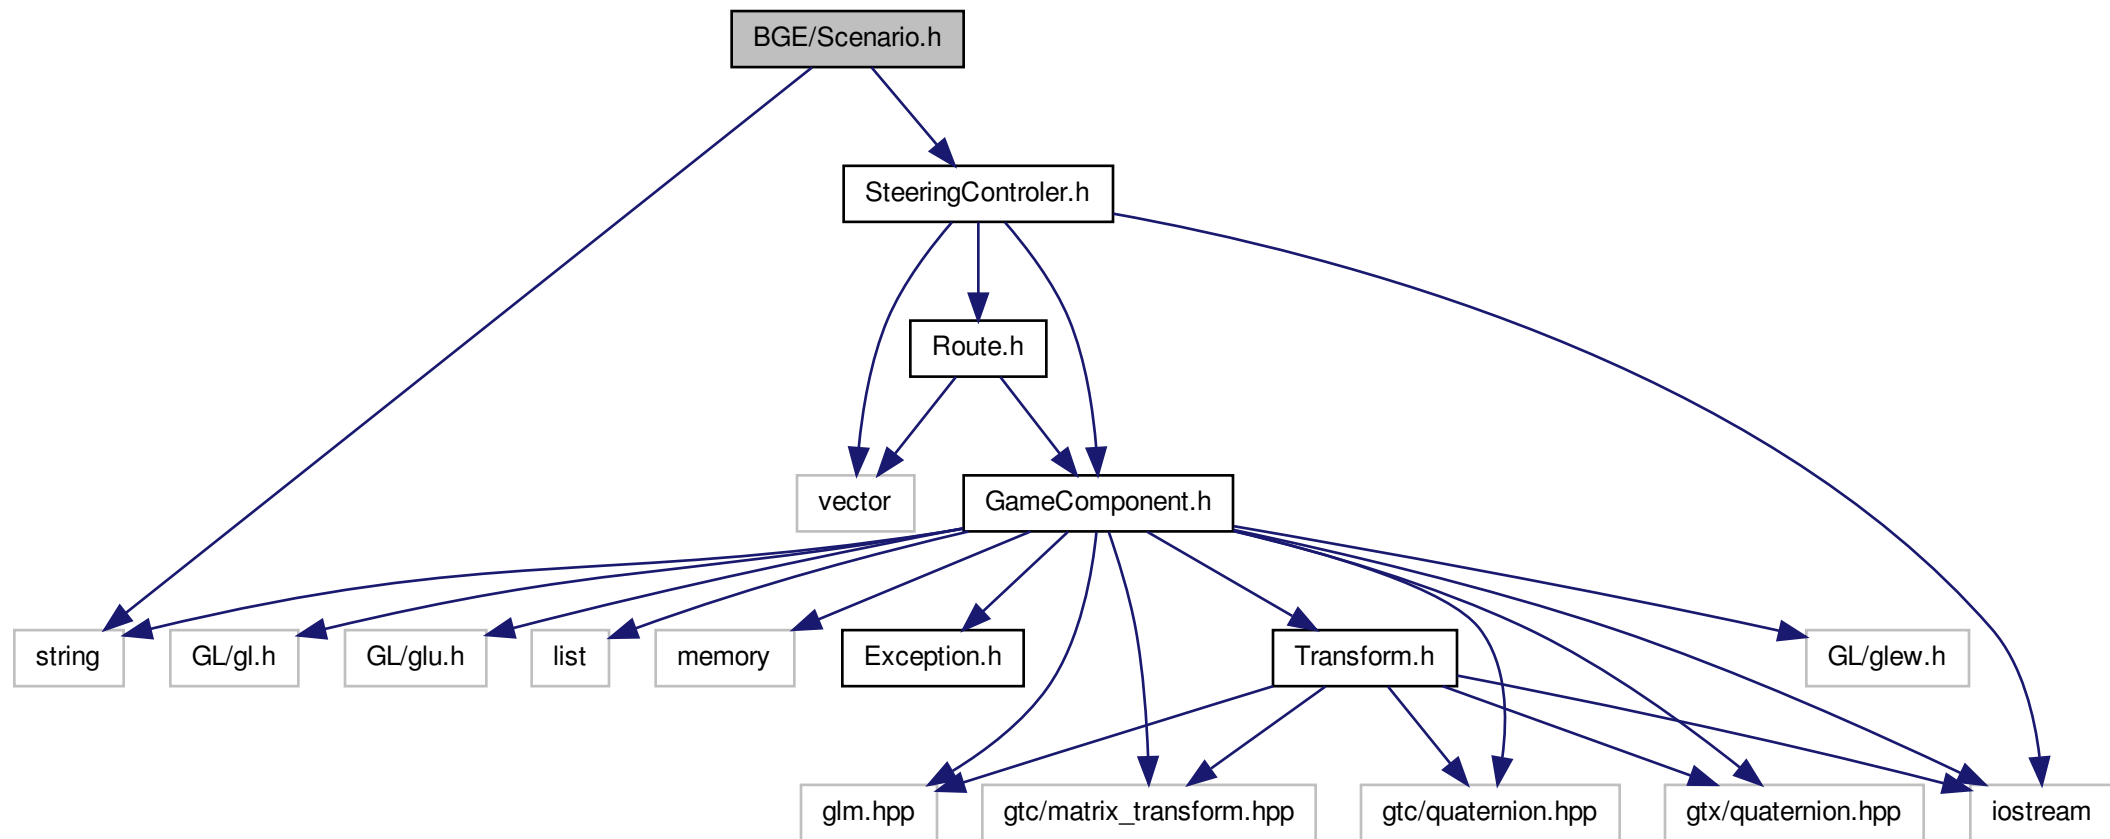 BGE/Scenario.h
SteeringControler.h
Route.h
vector
GameComponent.h
string
GL/gl.h
GL/glu.h
list
memory
Exception.h
Transform.h
GL/glew.h
glm.hpp
gtc/matrix_transform.hpp
gtc/quaternion.hpp
gtx/quaternion.hpp
iostream